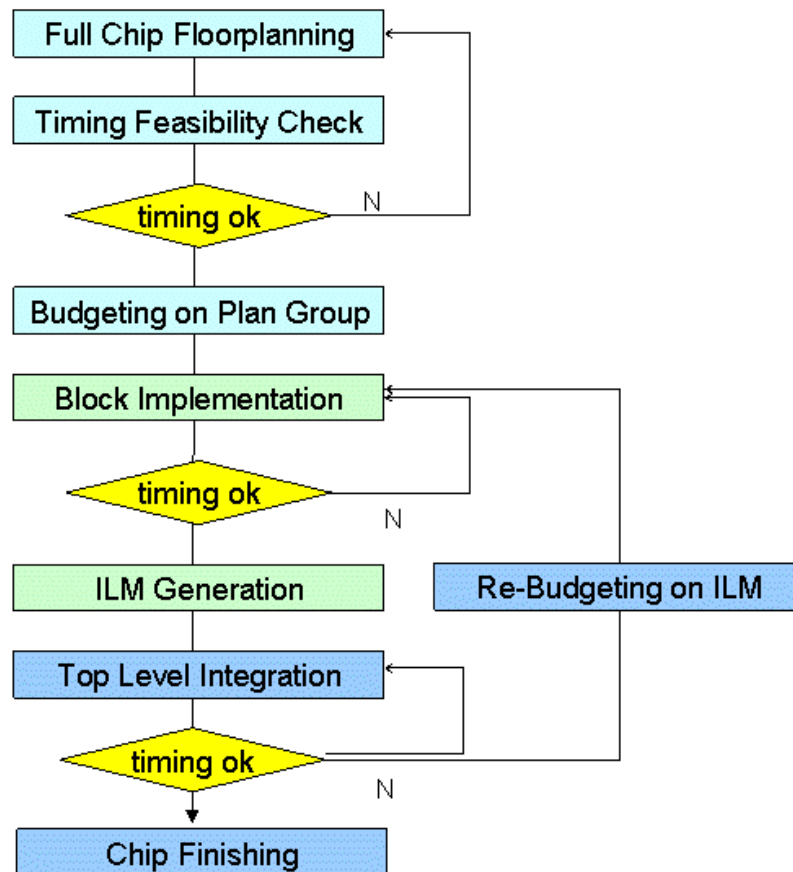 Full Chip Floorplanning
Timing Feasibility Check
timing ok
N
Budgeting on Plan Group
Block Implementation
timing ok
N
ILM Generation
Re-Budgeting on ILM
Top Level Integration
timing ok
N
Chip Finishing